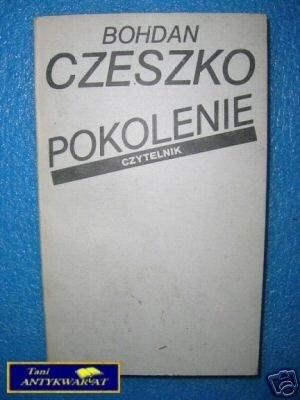 BOHDAN
CZESZKO
POKOLENIE
CZYTELNIK
Tani
ANTYKWARIAT